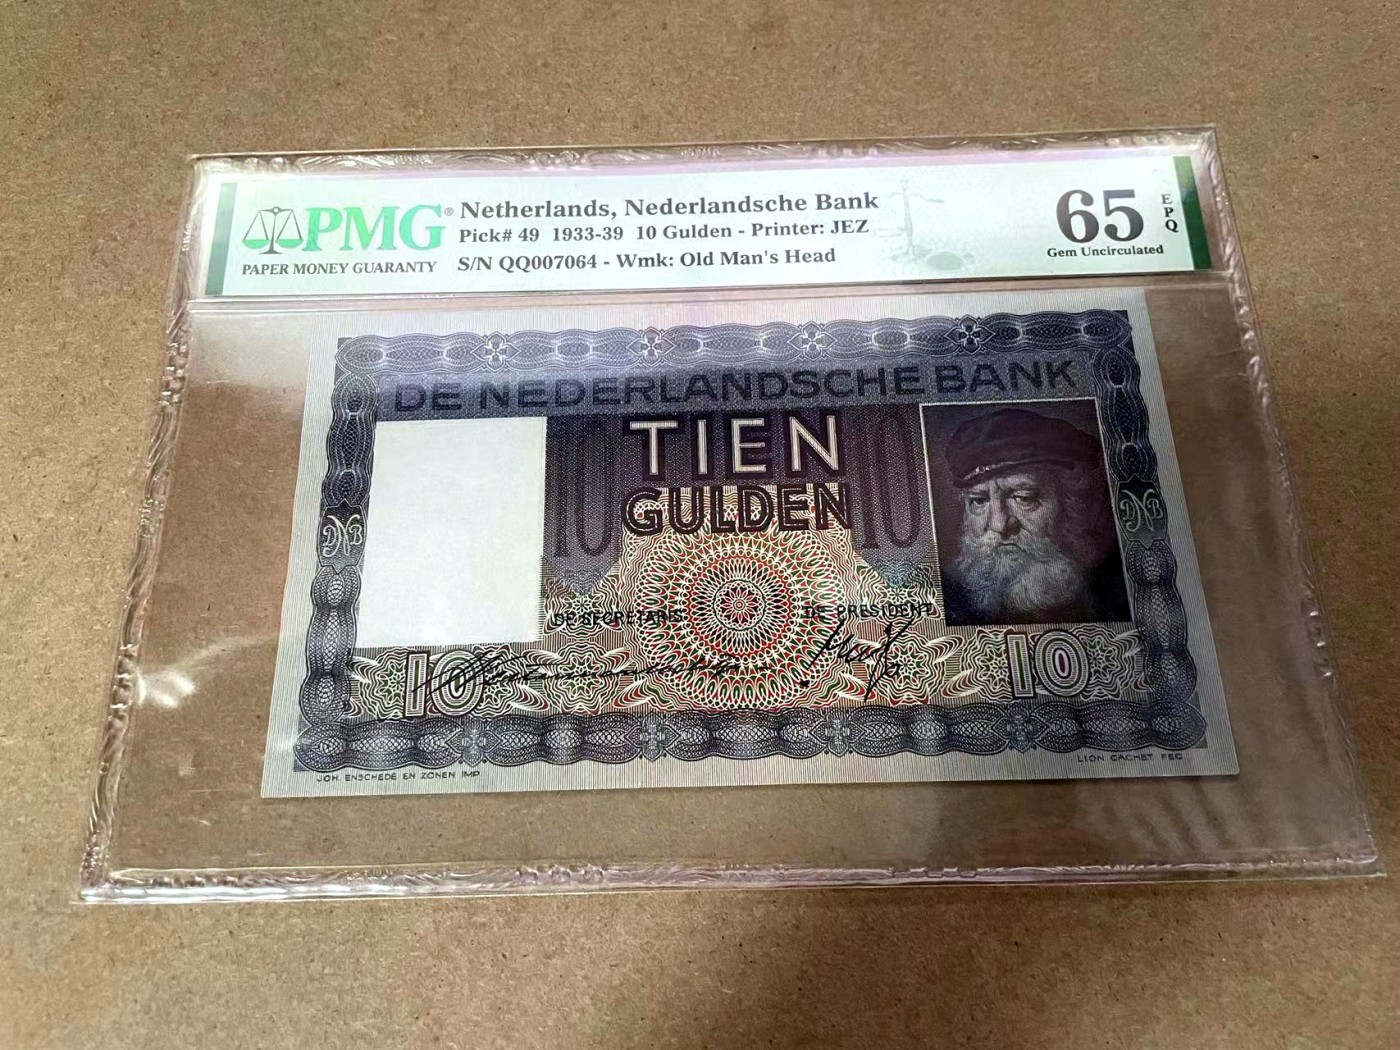 PMG®
PAPER MONEY GUARANTY
Netherlands, Nederlandsche Bank
Pick# 49 1933-39 10 Gulden - Printer: JEZ
S/N QQ007064 - Wmk: Old Man's Head
65
EPQ
Gem Uncirculated
DE NEDERLANDSCHE BANK
10 TIEN 10
GULDEN
DNB
DNB
DE SECRETARIS
DE PRESIDENT
10
10
JOH. ENSCHEDÉ EN ZONEN IMP
LION CACHET FEC